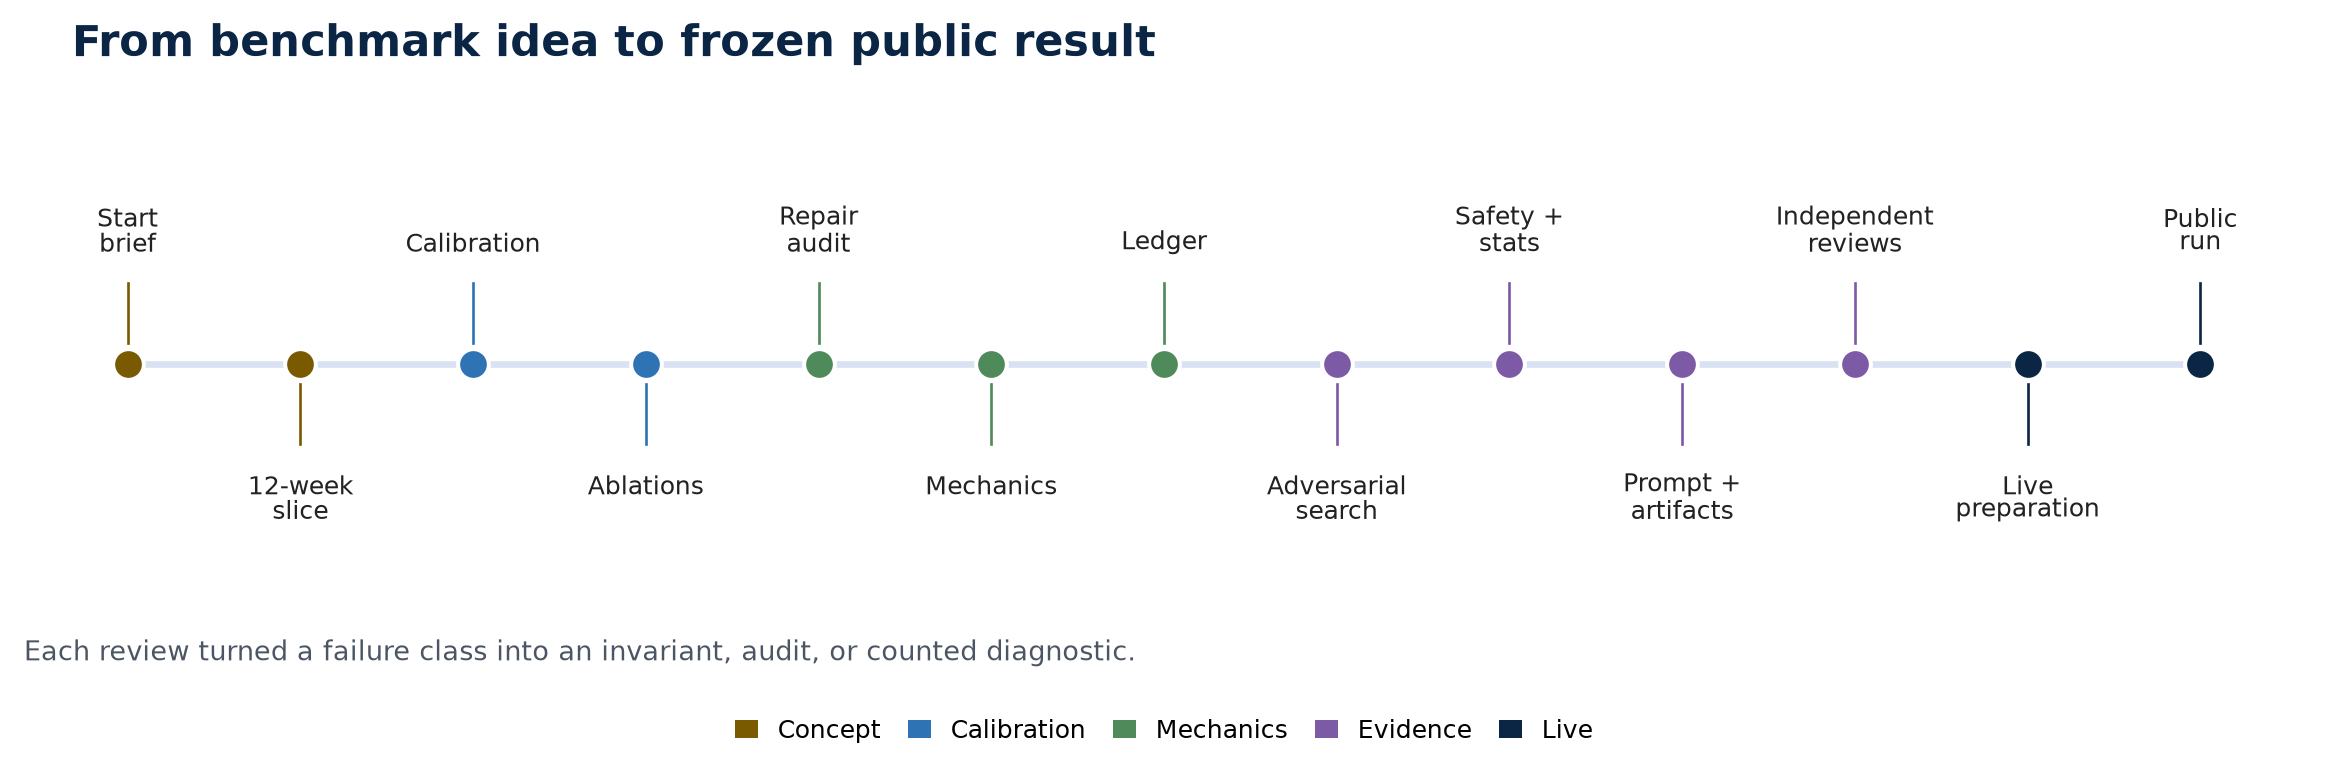 From benchmark idea to frozen public result
Start
brief
Calibration
Repair
audit
Ledger
Safety +
stats
Independent
reviews
Public
run
12-week
slice
Ablations
Mechanics
Adversarial
search
Prompt +
artifacts
Live
preparation
Each review turned a failure class into an invariant, audit, or counted diagnostic.
Concept
Calibration
Mechanics
Evidence
Live